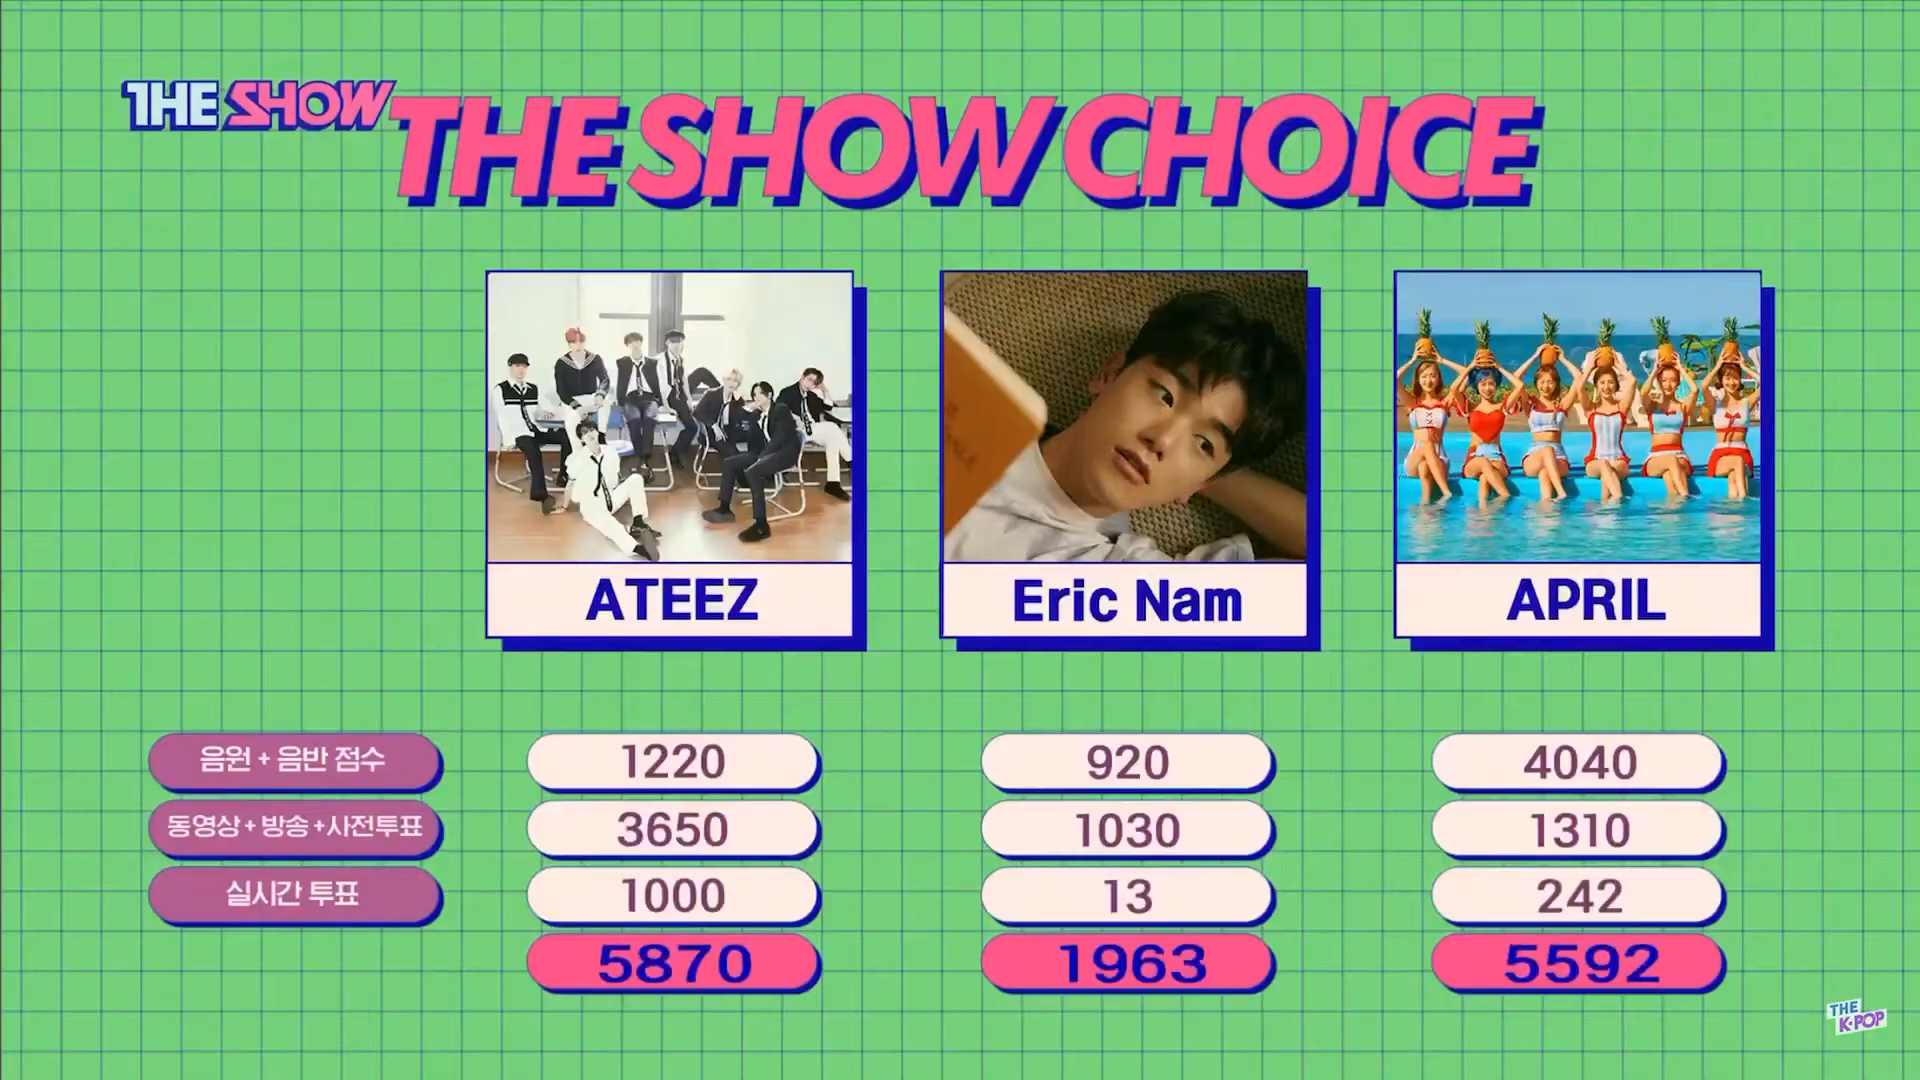 THE SHOW
THE SHOW CHOICE
ATEEZ
Eric Nam
APRIL
음원 + 음반 점수
1220
920
4040
동영상 + 방송 + 사전투표
3650
1030
1310
실시간 투표
1000
13
242
5870
1963
5592
THE
K-POP